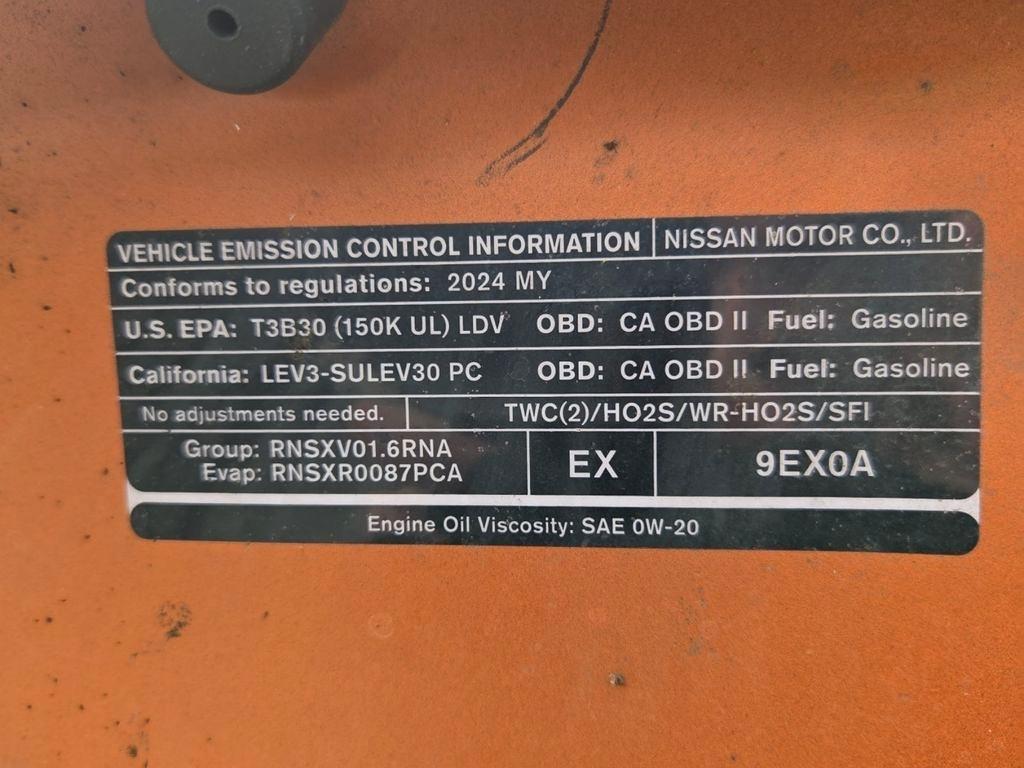 VEHICLE EMISSION CONTROL INFORMATION NISSAN MOTOR CO., LTD.
Conforms to regulations: 2024 MY
U.S. EPA: T3B30 (150K UL) LDV OBD: CA OBD II Fuel: Gasoline
California: LEV3-SULEV30 PC OBD: CA OBD II Fuel: Gasoline
No adjustments needed. TWC(2)/HO2S/WR-HO2S/SFI
Group: RNSXV01.6RNA
Evap: RNSXR0087PCA
EX 9EX0A
Engine Oil Viscosity: SAE 0W-20